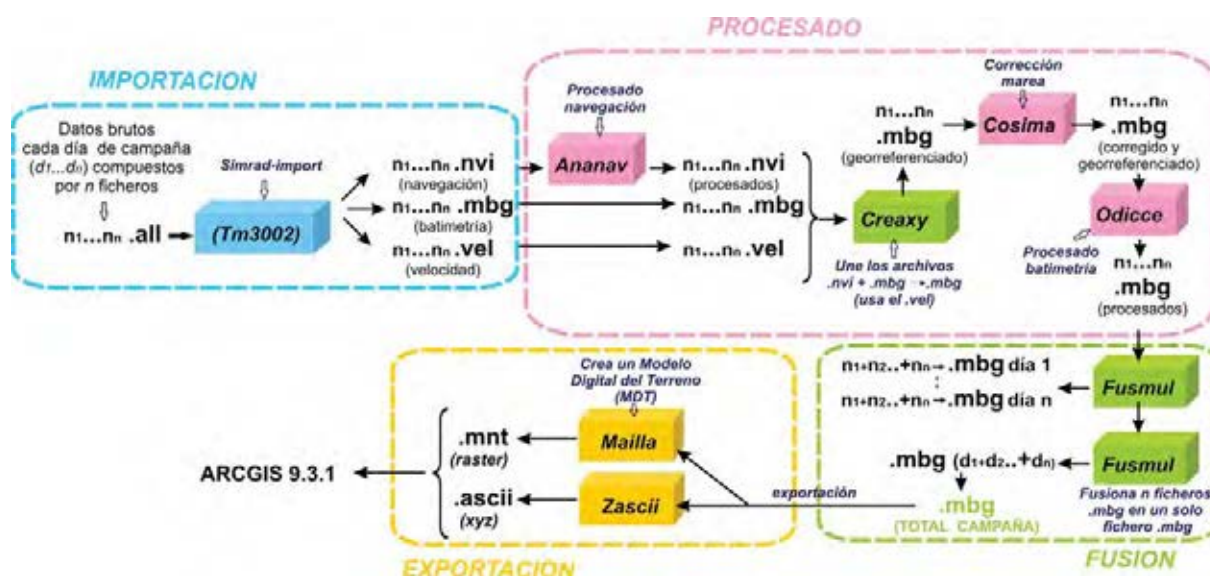 IMPORTACION
Datos brutos
cada día de campaña
(d1...dn) compuestos
por n ficheros
n1...nn .all
Simrad-import
(Tm3002)
n1...nn .nvi
(navegación)
n1...nn .mbg
(batimetría)
n1...nn .vel
(velocidad)
PROCESADO
Procesado
navegación
Ananav
n1...nn .nvi
(procesados)
n1...nn .mbg
n1...nn .vel
n1...nn
.mbg
(georreferenciado)
Creaxy
Une los archivos
.nvi + .mbg → .mbg
(usa el .vel)
Corrección
marea
Cosima
n1...nn
.mbg
(corregido y
georreferenciado)
Odicce
Procesado
batimetría
n1...nn
.mbg
(procesados)
n1+n2..+nn → .mbg día 1
:
n1+n2..+nn → .mbg día n
Fusmul
.mbg (d1+d2..+dn)
Fusmul
Fusiona n ficheros
.mbg en un solo
fichero .mbg
.mbg
(TOTAL CAMPAÑA)
FUSION
exportación
Crea un Modelo
Digital del Terreno
(MDT)
Mailla
.mnt
(raster)
Zascii
.ascii
(xyz)
ARCGIS 9.3.1
EXPORTACION